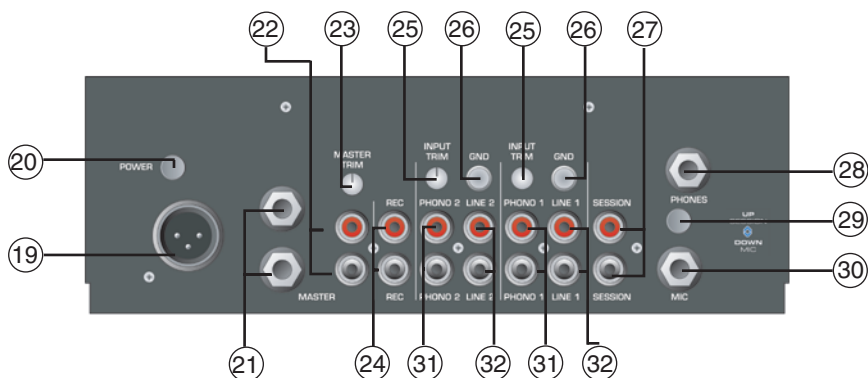 22 23 25 26 25 26 27
20 POWER
MASTER
TRIM
INPUT
TRIM
GND
INPUT
TRIM
GND
28
PHONES
29
REC
SESSION
UP
DOWN
MIC
19
PHONO 2 LINE 2 PHONO 1 LINE 1
30
MASTER REC PHONO 2 LINE 2 PHONO 1 LINE 1 SESSION MIC
21 24 31 32 31 32